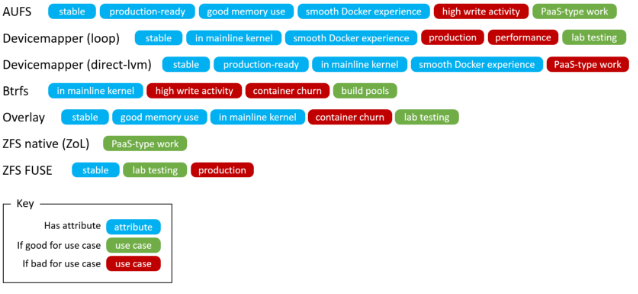 AUFS stable production-ready good memory use smooth Docker experience high write activity PaaS-type work
Devicemapper (loop) stable in mainline kernel smooth Docker experience production performance lab testing
Devicemapper (direct-lvm) stable production-ready in mainline kernel smooth Docker experience PaaS-type work
Btrfs in mainline kernel high write activity container churn build pools
Overlay stable good memory use in mainline kernel container churn lab testing
ZFS native (ZoL) PaaS-type work
ZFS FUSE stable lab testing production
Key
Has attribute attribute
If good for use case use case
If bad for use case use case